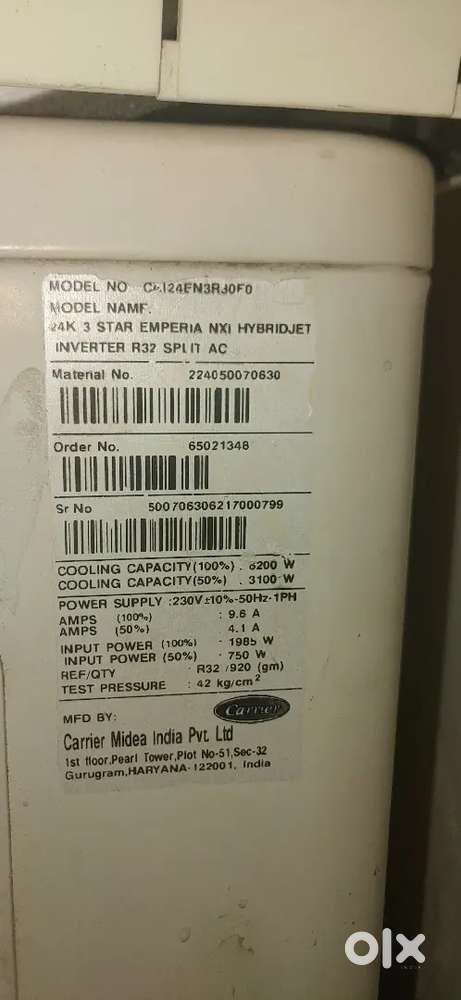 MODEL NO CAI24EN3R30F0
MODEL NAME
24K 3 STAR EMPERIA NXI HYBRIDJET
INVERTER R32 SPLIT AC
Material No. 224050070630
Order No. 65021348
Sr No 500706306217000799
COOLING CAPACITY(100%) . 6200 W
COOLING CAPACITY(50%) . 3100 W
POWER SUPPLY :230V±10%-50Hz-1PH
AMPS (100%) : 9.6 A
AMPS (50%) 4.1 A
INPUT POWER (100%) · 1985 W
INPUT POWER (50%) : 750 W
REF/QTY : R32 /920 (gm)
TEST PRESSURE : 42 kg/cm²
MFD BY: Carrier
Carrier Midea India Pvt. Ltd
1st floor,Pearl Tower,Plot No-51,Sec-32
Gurugram,HARYANA-122001, India
olx
INDIA